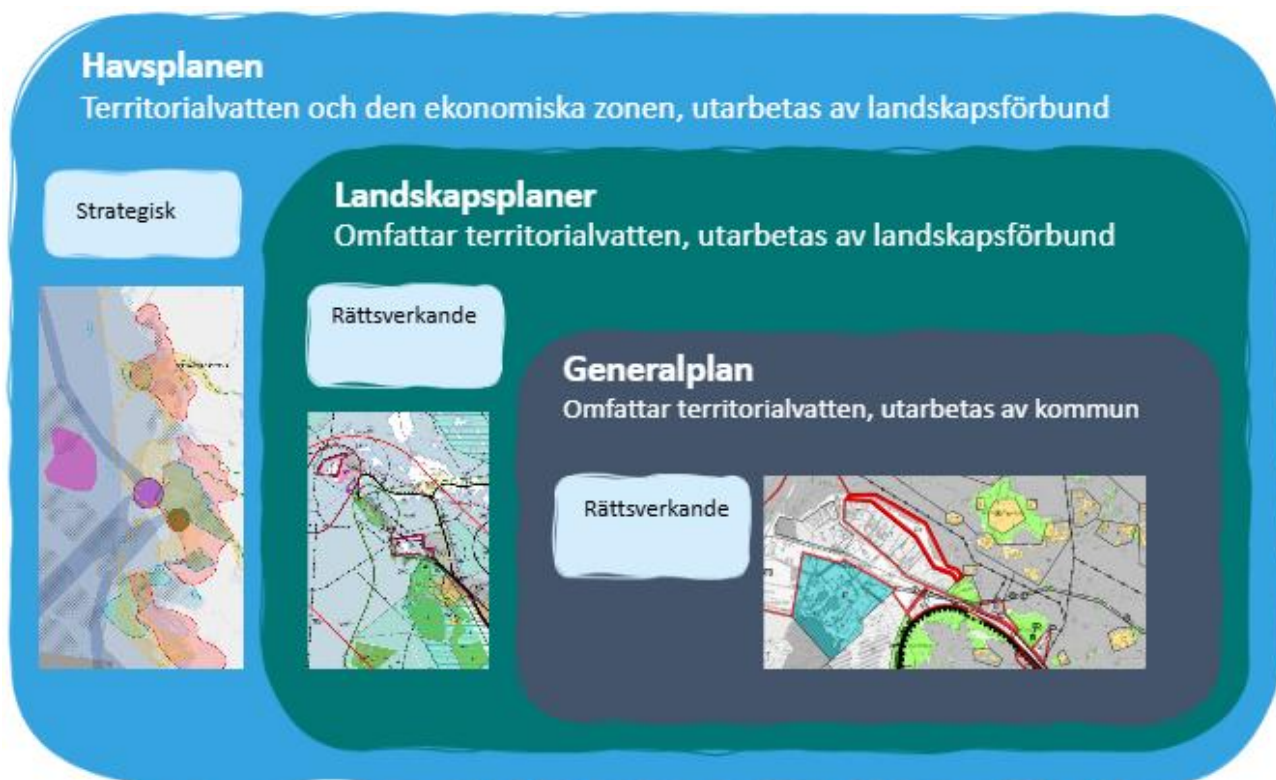 Havsplanen
Territorialvatten och den ekonomiska zonen, utarbetas av landskapsförbund
Strategisk
Landskapsplaner
Omfattar territorialvatten, utarbetas av landskapsförbund
Rättsverkande
Generalplan
Omfattar territorialvatten, utarbetas av kommun
Rättsverkande